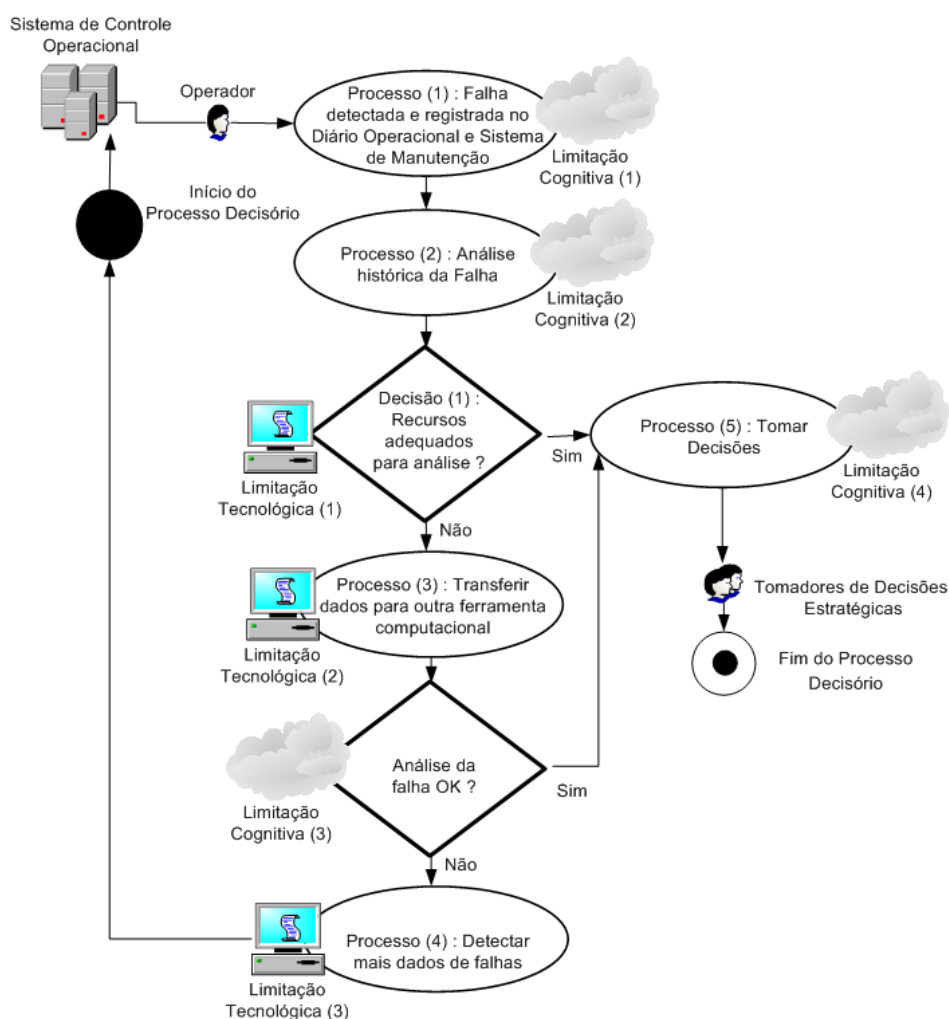 Sistema de Controle
Operacional
Operador
Processo (1) : Falha
detectada e registrada no
Diário Operacional e Sistema
de Manutenção
Limitação
Cognitiva (1)
Início do
Processo Decisório
Processo (2) : Análise
histórica da Falha
Limitação
Cognitiva (2)
Decisão (1) :
Recursos
adequados
para análise ?
Limitação
Tecnológica (1)
Sim
Não
Processo (5) : Tomar
Decisões
Limitação
Cognitiva (4)
Processo (3) : Transferir
dados para outra ferramenta
computacional
Limitação
Tecnológica (2)
Tomadores de Decisões
Estratégicas
Fim do Processo
Decisório
Análise da
falha OK ?
Sim
Limitação
Cognitiva (3)
Não
Processo (4) : Detectar
mais dados de falhas
Limitação
Tecnológica (3)